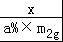 x
a% × m2g